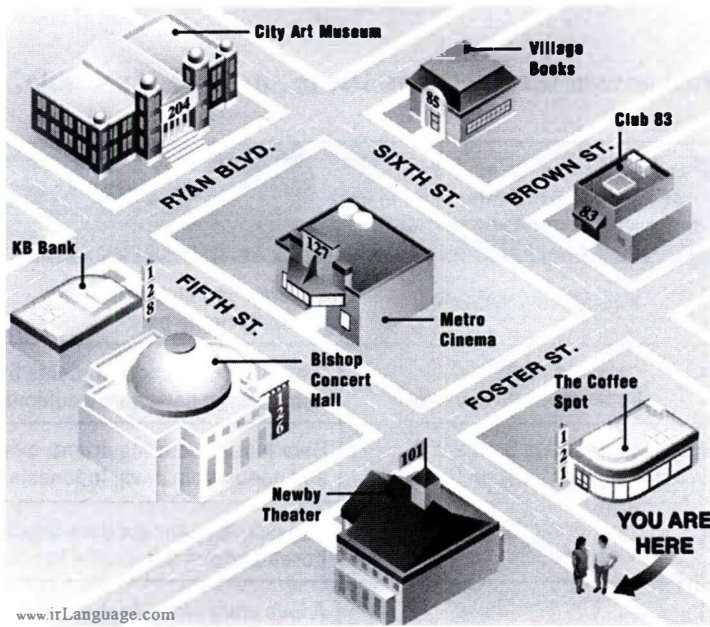 City Art Museum
Village
Books
Club 83
204
85
SIXTH ST.
BROWN ST.
RYAN BLVD.
83
KB Bank
127
128
FIFTH ST.
Metro
Cinema
Bishop
Concert
Hall
126
FOSTER ST.
The Coffee
Spot
101
121
Newby
Theater
YOU ARE
HERE
www.irLanguage.com